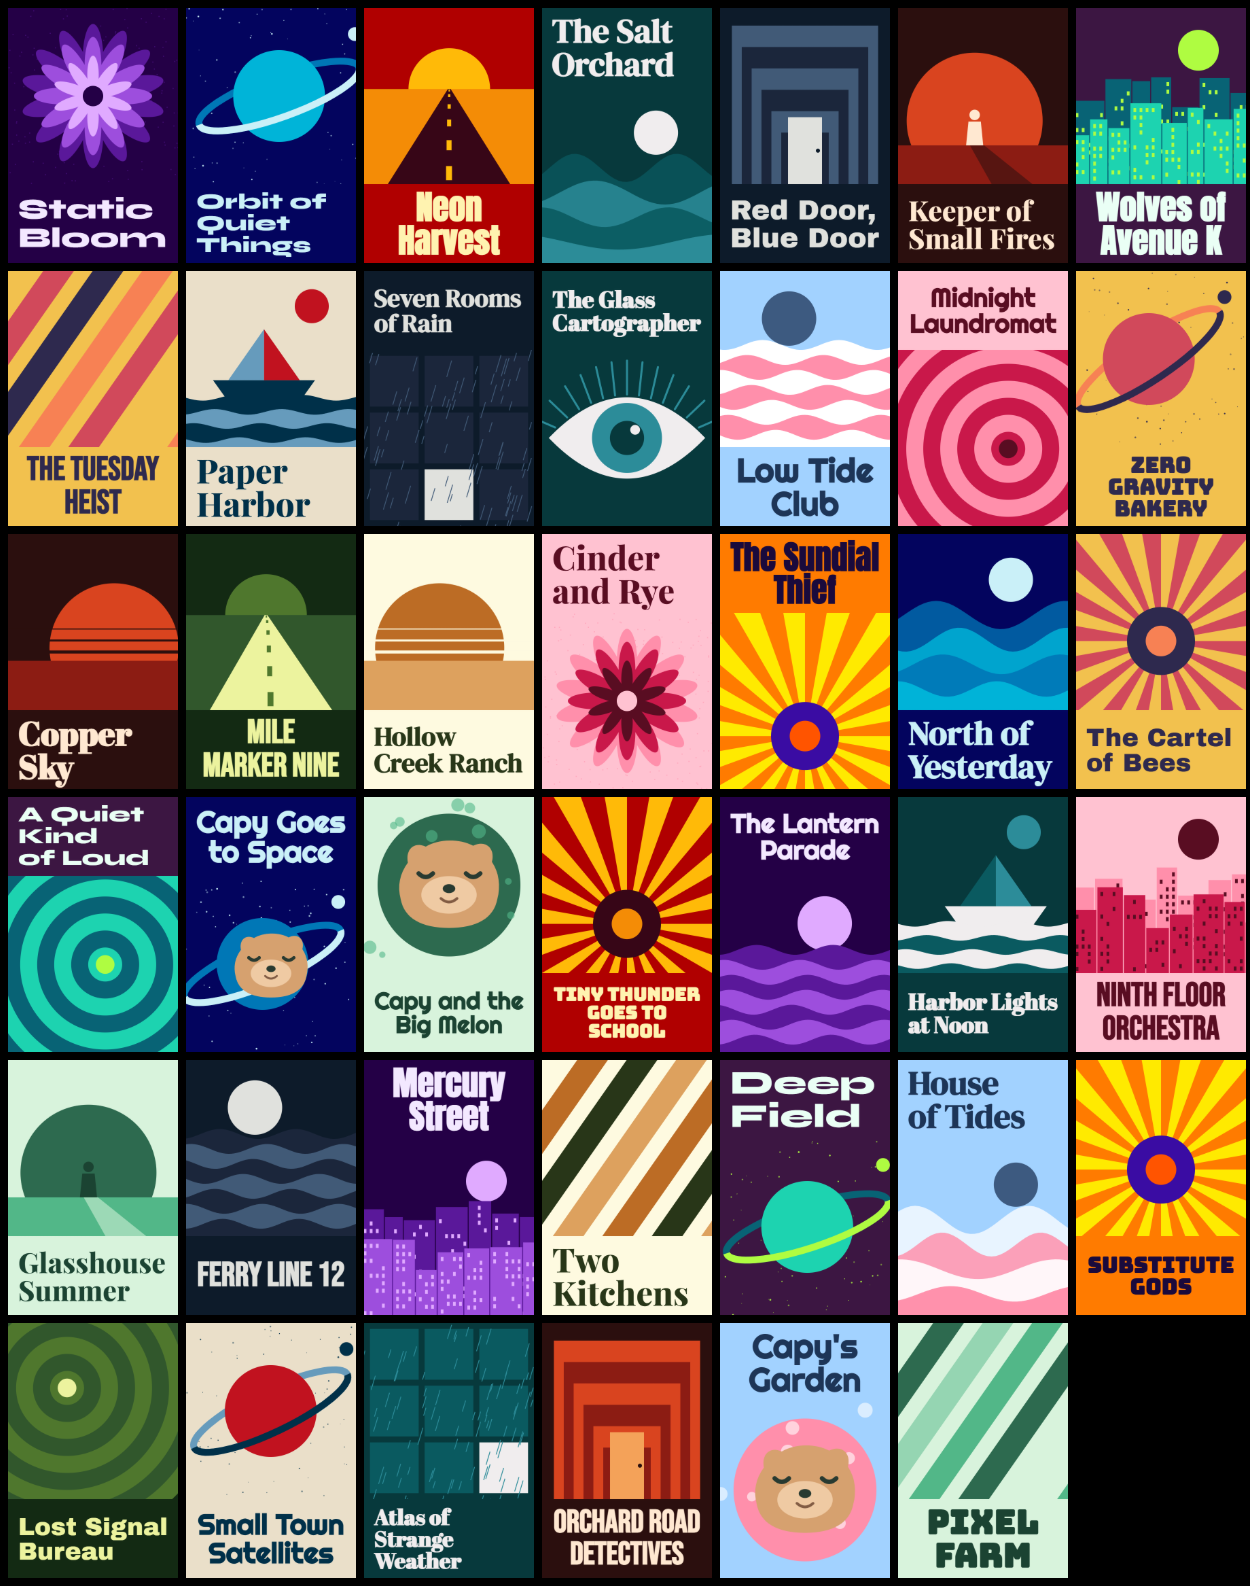 Static
Bloom
Orbit of
Quiet
Things
Neon
Harvest
The Salt
Orchard
Red Door,
Blue Door
Keeper of
Small Fires
Wolves of
Avenue K
THE TUESDAY
HEIST
Paper
Harbor
Seven Rooms
of Rain
The Glass
Cartographer
Low Tide
Club
Midnight
Laundromat
ZERO
GRAVITY
BAKERY
Copper
Sky
MILE
MARKER NINE
Hollow
Creek Ranch
Cinder
and Rye
The Sundial
Thief
North of
Yesterday
The Cartel
of Bees
A Quiet
Kind
of Loud
Capy Goes
to Space
Capy and the
Big Melon
TINY THUNDER
GOES TO
SCHOOL
The Lantern
Parade
Harbor Lights
at Noon
NINTH FLOOR
ORCHESTRA
Glasshouse
Summer
FERRY LINE 12
Mercury
Street
Two
Kitchens
Deep
Field
House
of Tides
SUBSTITUTE
GODS
Lost Signal
Bureau
Small Town
Satellites
Atlas of
Strange
Weather
ORCHARD ROAD
DETECTIVES
Capy's
Garden
PIXEL
FARM